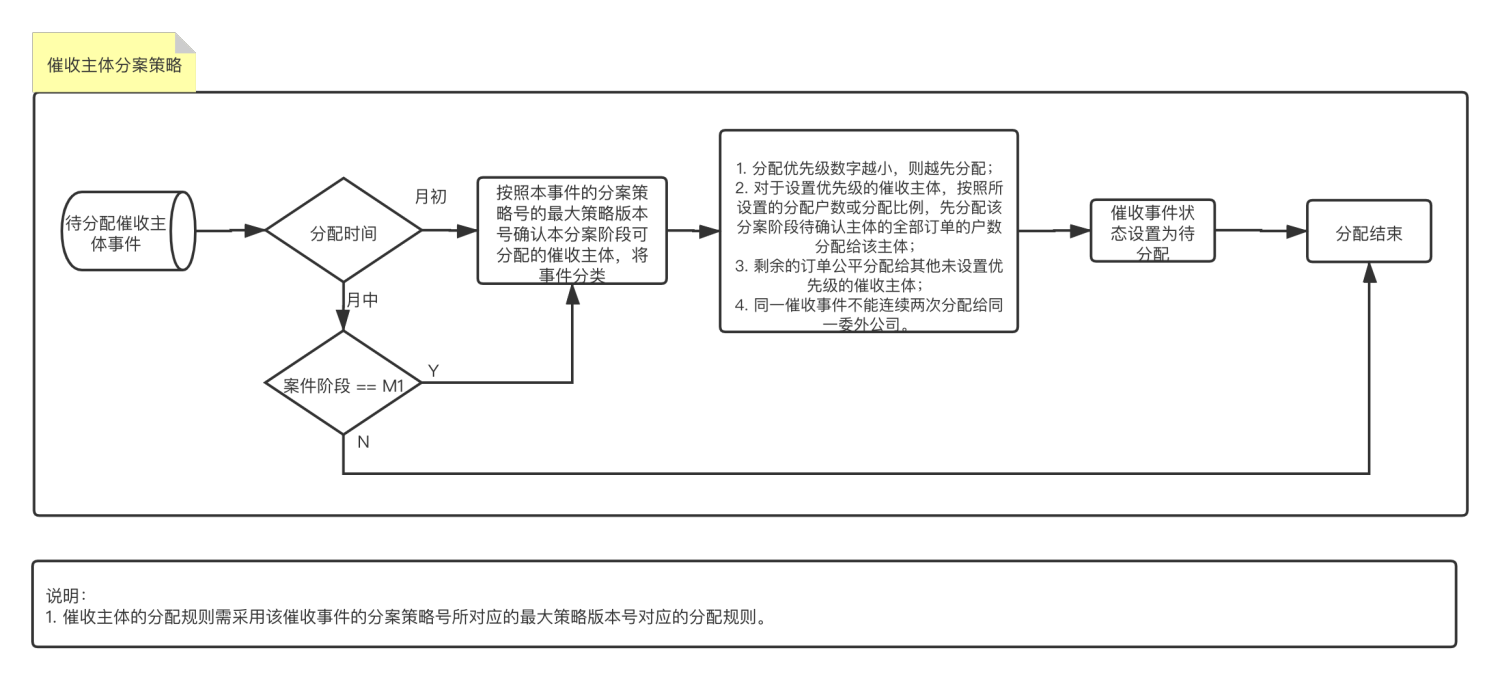 催收主体分案策略
待分配催收主
体事件
分配时间
月初
月中
案件阶段 == M1
Y
N
按照本事件的分案策
略号的最大策略版本
号确认本分案阶段可
分配的催收主体，将
事件分类
1. 分配优先级数字越小，则越先分配；
2. 对于设置优先级的催收主体，按照所
设置的分配户数或分配比例，先分配该
分案阶段待确认主体的全部订单的户数
分配给该主体；
3. 剩余的订单公平分配给其他未设置优
先级的催收主体；
4. 同一催收事件不能连续两次分配给同
一委外公司。
催收事件状
态设置为待
分配
分配结束
说明：
1. 催收主体的分配规则需采用该催收事件的分案策略号所对应的最大策略版本号对应的分配规则。